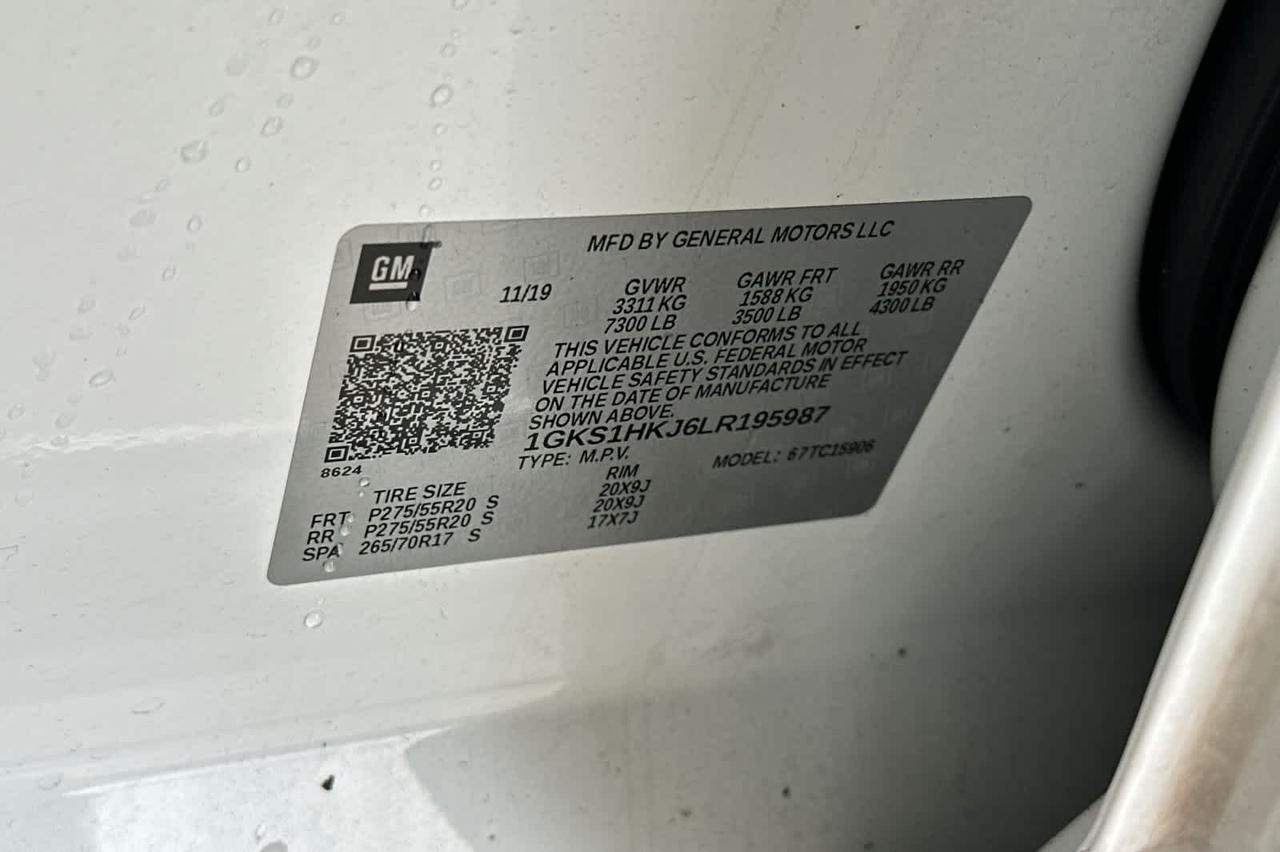 GM
MFD BY GENERAL MOTORS LLC
11/19
GVWR GAWR FRT GAWR RR
3311 KG 1588 KG 1950 KG
7300 LB 3500 LB 4300 LB
THIS VEHICLE CONFORMS TO ALL
APPLICABLE U.S. FEDERAL MOTOR
VEHICLE SAFETY STANDARDS IN EFFECT
ON THE DATE OF MANUFACTURE
SHOWN ABOVE.
1GKS1HKJ6LR195987
TYPE: M.P.V. MODEL: 67TC15906
8624
TIRE SIZE RIM
FRT P275/55R20 S 20X9J
RR P275/55R20 S 20X9J
SPA 265/70R17 S 17X7J